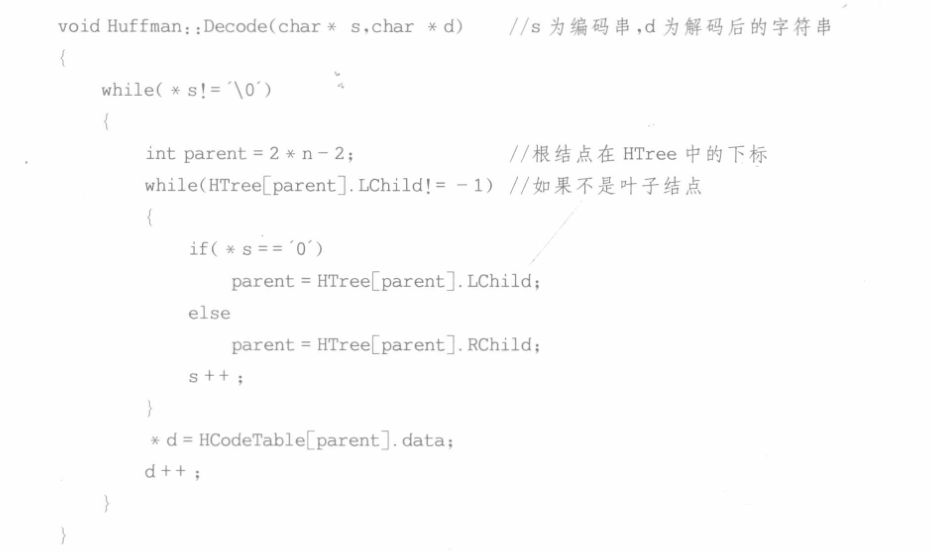 void Huffman::Decode(char * s,char * d)    //s 为编码串,d 为解码后的字符串
{
    while( * s!= ´\0´)
    {
        int parent = 2 * n - 2;    //根结点在 HTree 中的下标
        while(HTree[parent].LChild!= -1) //如果不是叶子结点
        {
            if( * s == ´0´)
                parent = HTree[parent].LChild;
            else
                parent = HTree[parent].RChild;
            s++ ;
        }
        * d = HCodeTable[parent].data;
        d++ ;
    }
}